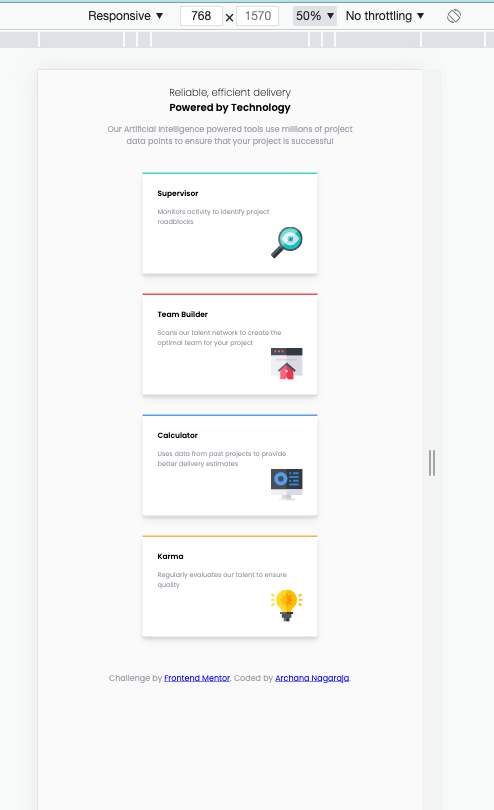 Responsive ▼ 768 × 1570 50% ▼ No throttling ▼
Reliable, efficient delivery
Powered by Technology
Our Artificial Intelligence powered tools use millions of project
data points to ensure that your project is successful
Supervisor
Monitors activity to identify project
roadblocks
Team Builder
Scans our talent network to create the
optimal team for your project
Calculator
Uses data from past projects to provide
better delivery estimates
Karma
Regularly evaluates our talent to ensure
quality
Challenge by Frontend Mentor. Coded by Archana Nagaraja.